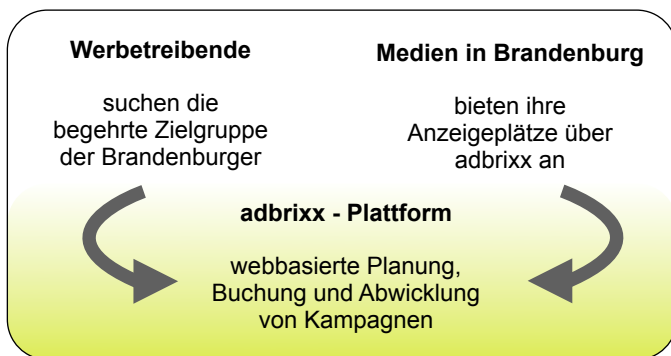 Werbetreibende
suchen die
begehrte Zielgruppe
der Brandenburger
Medien in Brandenburg
bieten ihre
Anzeigeplätze über
adbrixx an
adbrixx - Plattform
webbasierte Planung,
Buchung und Abwicklung
von Kampagnen